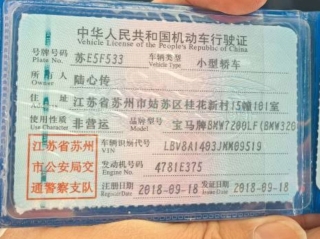 中华人民共和国机动车行驶证
Vehicle License of the People's Republic of China
号牌号码 苏E5F533 车辆类型 小型轿车
Plate No. Vehicle Type
所有人 陆心传
Owner
住址 江苏省苏州市姑苏区桂花新村15幢161室
Address
使用性质 非营运 品牌型号 宝马牌BMW7200LF(BMW320
Use Character Model
江苏省苏州市公安局交通警察支队
车辆识别代号 LBV8A1403JMM09519
VIN
发动机号码 4781E375
Engine No.
注册日期 2018-09-18 发证日期 2018-09-18
Register Date Issue Date